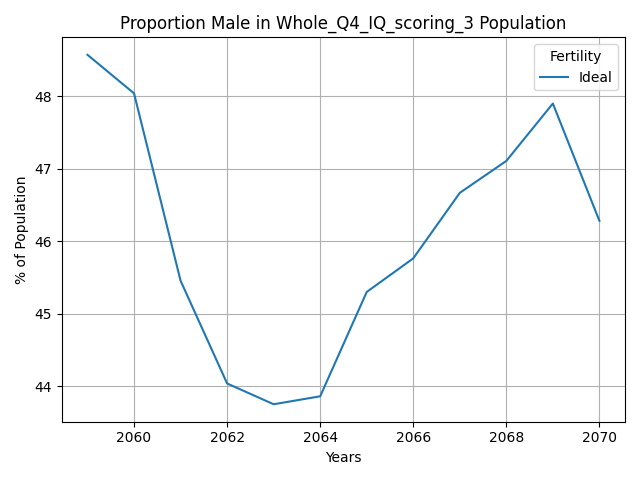 Proportion Male in Whole_Q4_IQ_scoring_3 Population
Fertility
Ideal
% of Population
48
47
46
45
44
2060 2062 2064 2066 2068 2070
Years